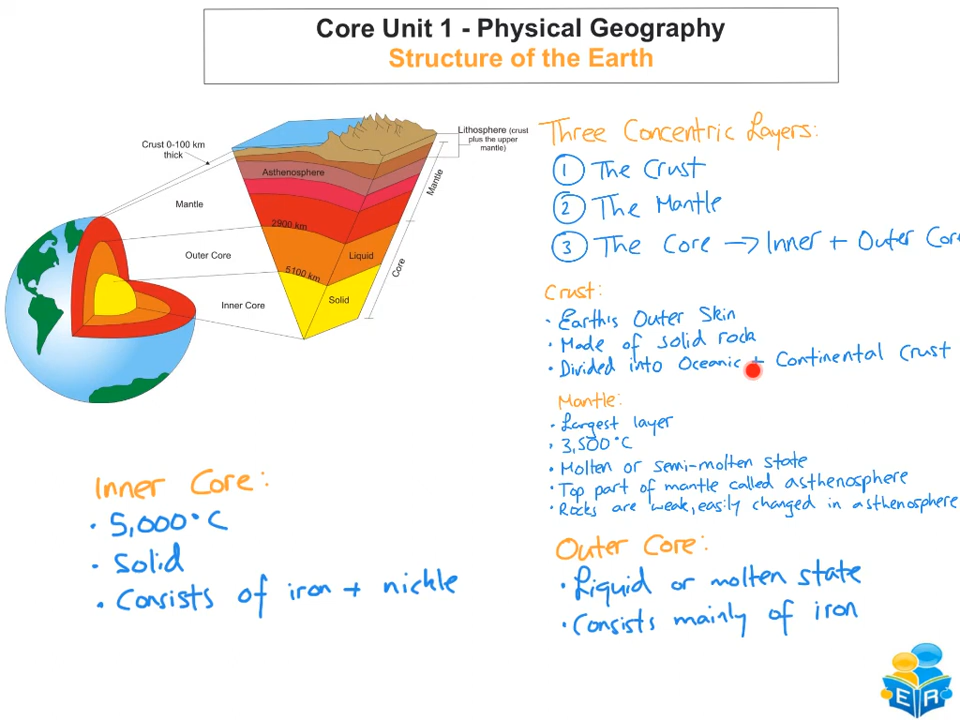 Core Unit 1 - Physical Geography
Structure of the Earth
Crust 0-100 km
thick
Mantle
Outer Core
Inner Core
Asthenosphere
2900 km
5100 km
Liquid
Solid
Lithosphere (crust
plus the upper
mantle)
Mantle
Core
Three Concentric Layers:
1 The Crust
2 The Mantle
3 The Core → Inner + Outer Core
Crust:
• Earth's Outer Skin
• Made of solid rock
• Divided into Oceanic + Continental Crust
Mantle:
• Largest layer
• 3,500°C
• Molten or semi-molten state
• Top part of mantle called asthenosphere
• Rocks are weak, easily changed in asthenosphere
Outer Core:
• Liquid or molten state
• Consists mainly of iron
Inner Core:
• 5,000°C
• Solid
• Consists of iron + nickle
E R